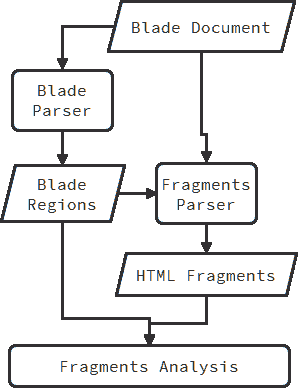 Blade Document
Blade
Parser
Blade
Regions
Fragments
Parser
HTML Fragments
Fragments Analysis